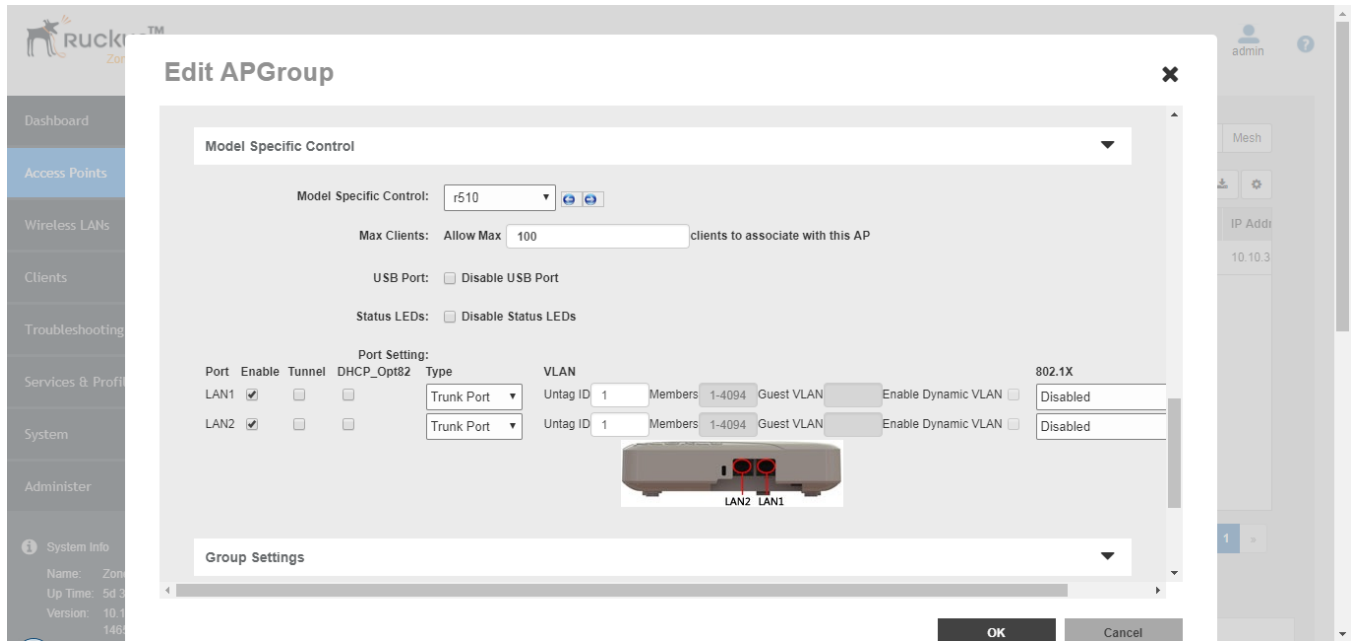 RUCKUS™
admin
Edit APGroup
Dashboard
Access Points
Wireless LANs
Clients
Troubleshooting
Services & Profil
System
Administer
System Info
Name: Zon
Up Time: 5d 3
Version: 10.1
146
Mesh
IP Addr
10.10.3
1 »
Model Specific Control
Model Specific Control: r510
Max Clients: Allow Max 100 clients to associate with this AP
USB Port: Disable USB Port
Status LEDs: Disable Status LEDs
Port Setting:
Port Enable Tunnel DHCP_Opt82 Type VLAN 802.1X
LAN1 Trunk Port Untag ID 1 Members 1-4094 Guest VLAN Enable Dynamic VLAN Disabled
LAN2 Trunk Port Untag ID 1 Members 1-4094 Guest VLAN Enable Dynamic VLAN Disabled
LAN2 LAN1
Group Settings
OK Cancel